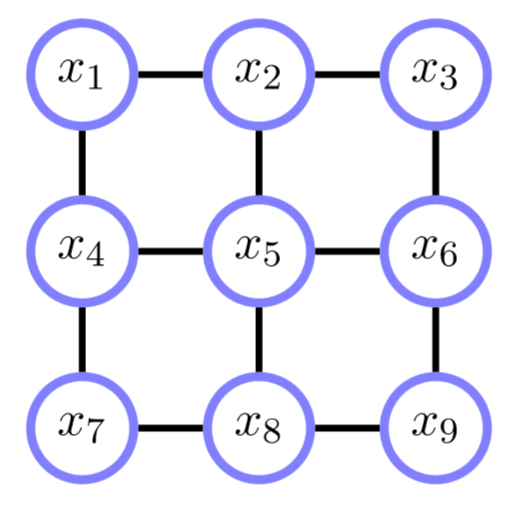 x₁ x₂ x₃
x₄ x₅ x₆
x₇ x₈ x₉